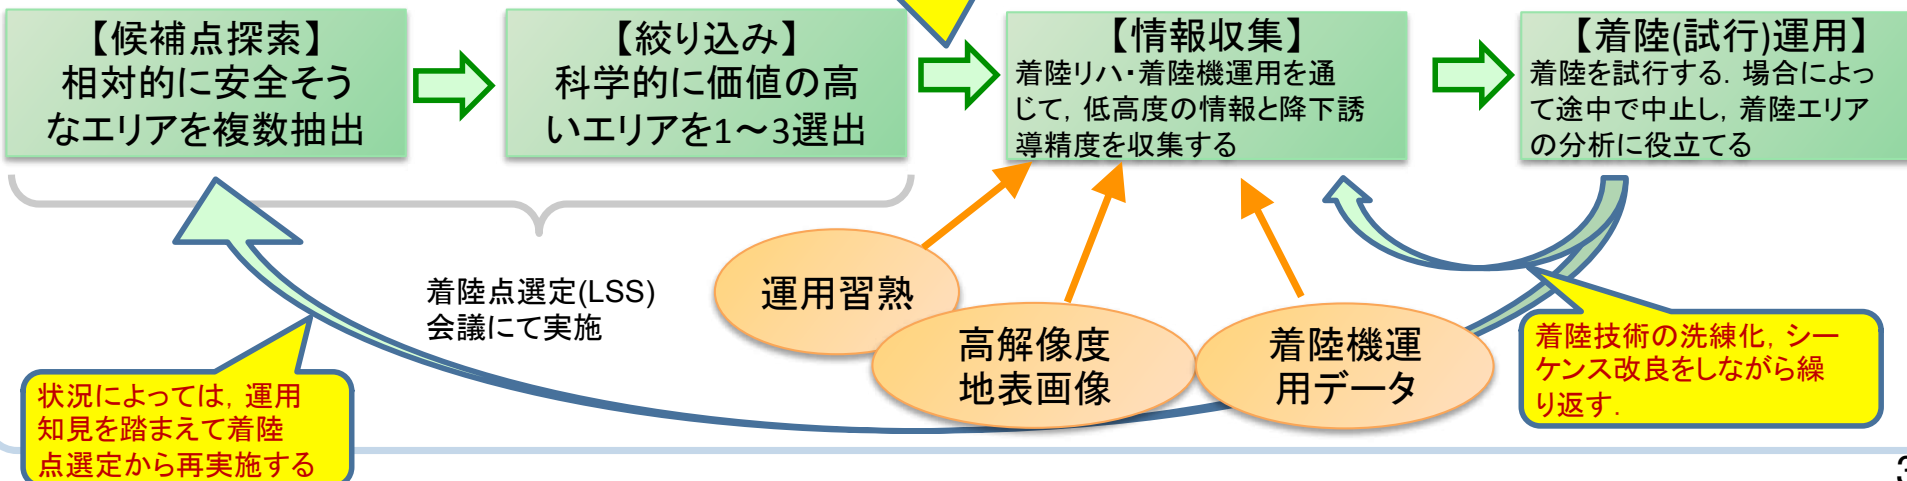 【候補点探索】
相対的に安全そう
なエリアを複数抽出
【絞り込み】
科学的に価値の高
いエリアを1～3選出
【情報収集】
着陸リハ・着陸機運用を通
じて，低高度の情報と降下誘
導精度を収集する
【着陸(試行)運用】
着陸を試行する．場合によっ
て途中で中止し，着陸エリア
の分析に役立てる
着陸点選定(LSS)
会議にて実施
運用習熟
高解像度
地表画像
着陸機運
用データ
着陸技術の洗練化，シー
ケンス改良をしながら繰
り返す．
状況によっては，運用
知見を踏まえて着陸
点選定から再実施する